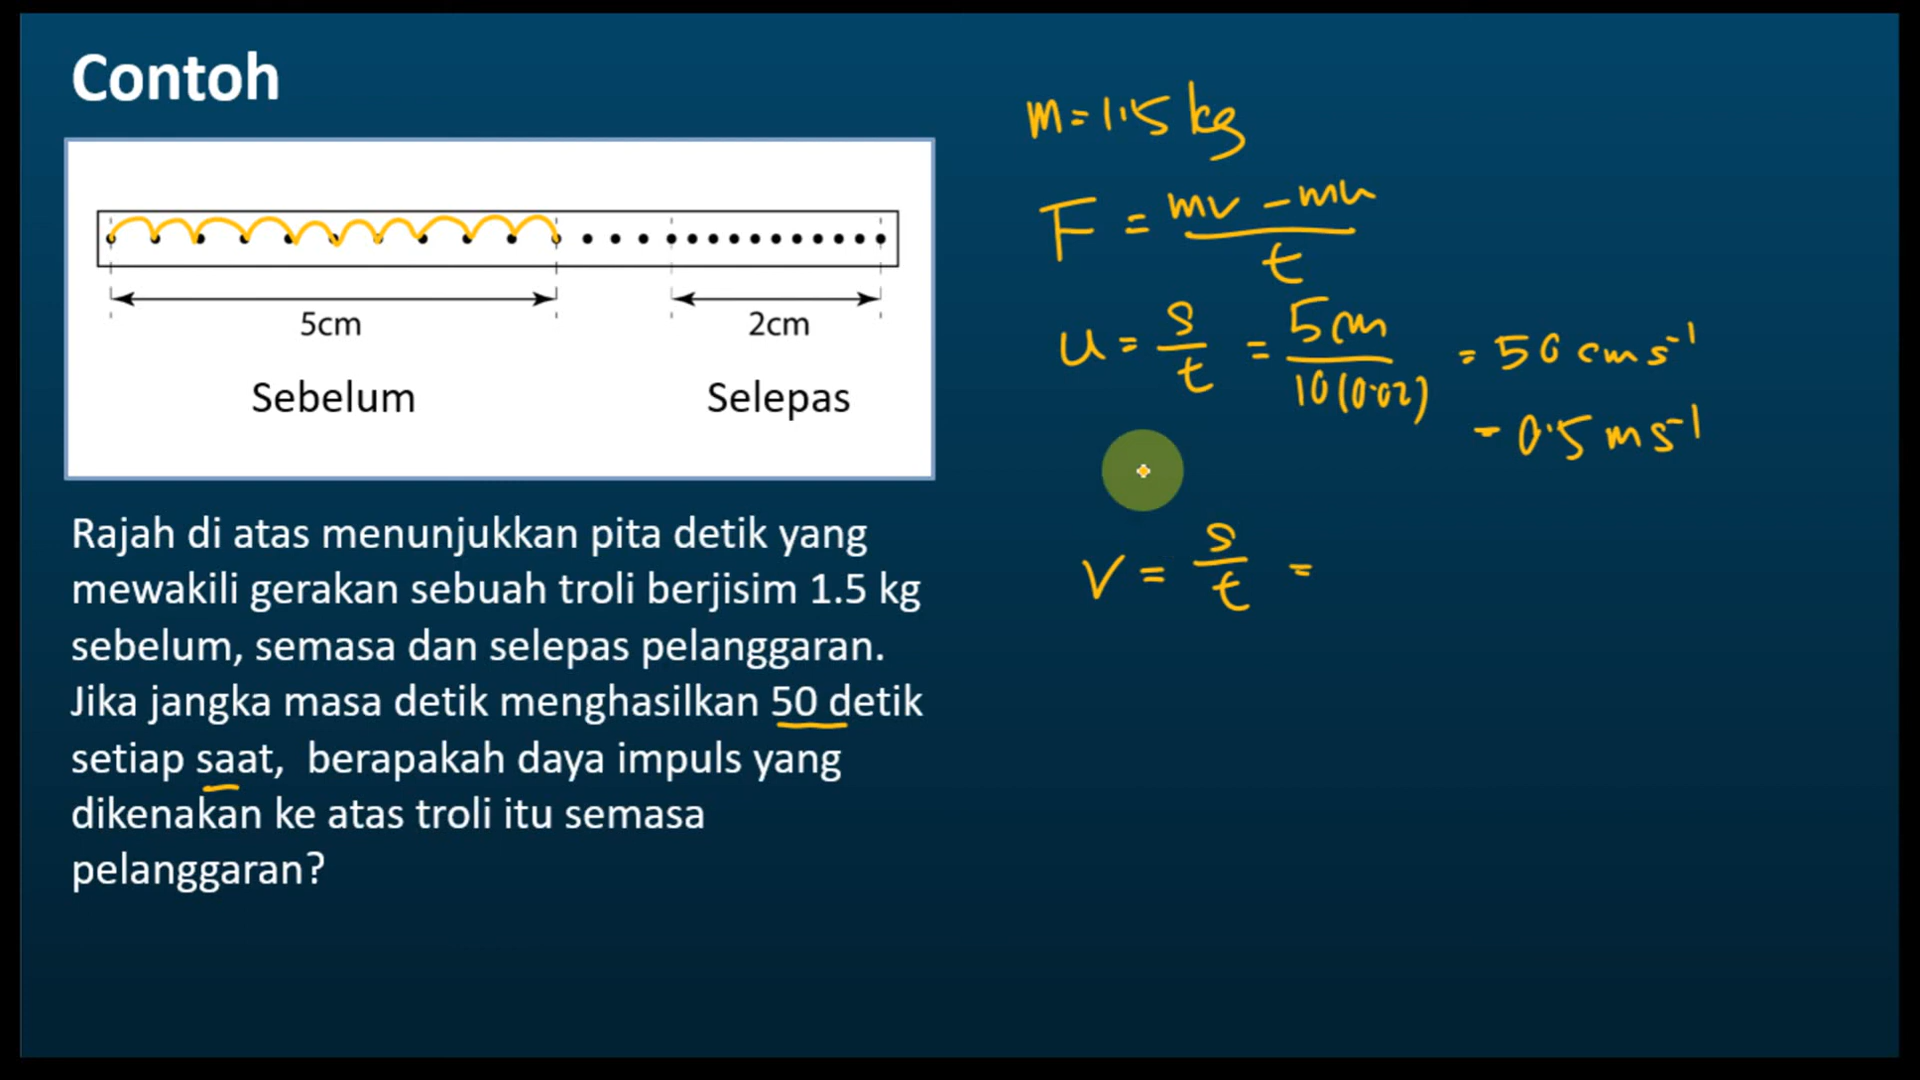 Contoh
5cm
2cm
Sebelum
Selepas
Rajah di atas menunjukkan pita detik yang
mewakili gerakan sebuah troli berjisim 1.5 kg
sebelum, semasa dan selepas pelanggaran.
Jika jangka masa detik menghasilkan 50 detik
setiap saat, berapakah daya impuls yang
dikenakan ke atas troli itu semasa
pelanggaran?
m = 1.5 kg
F = mv - mu / t
u = s/t = 5cm / 10(0.02) = 50 cm s⁻¹
= 0.5 m s⁻¹
v = s/t =